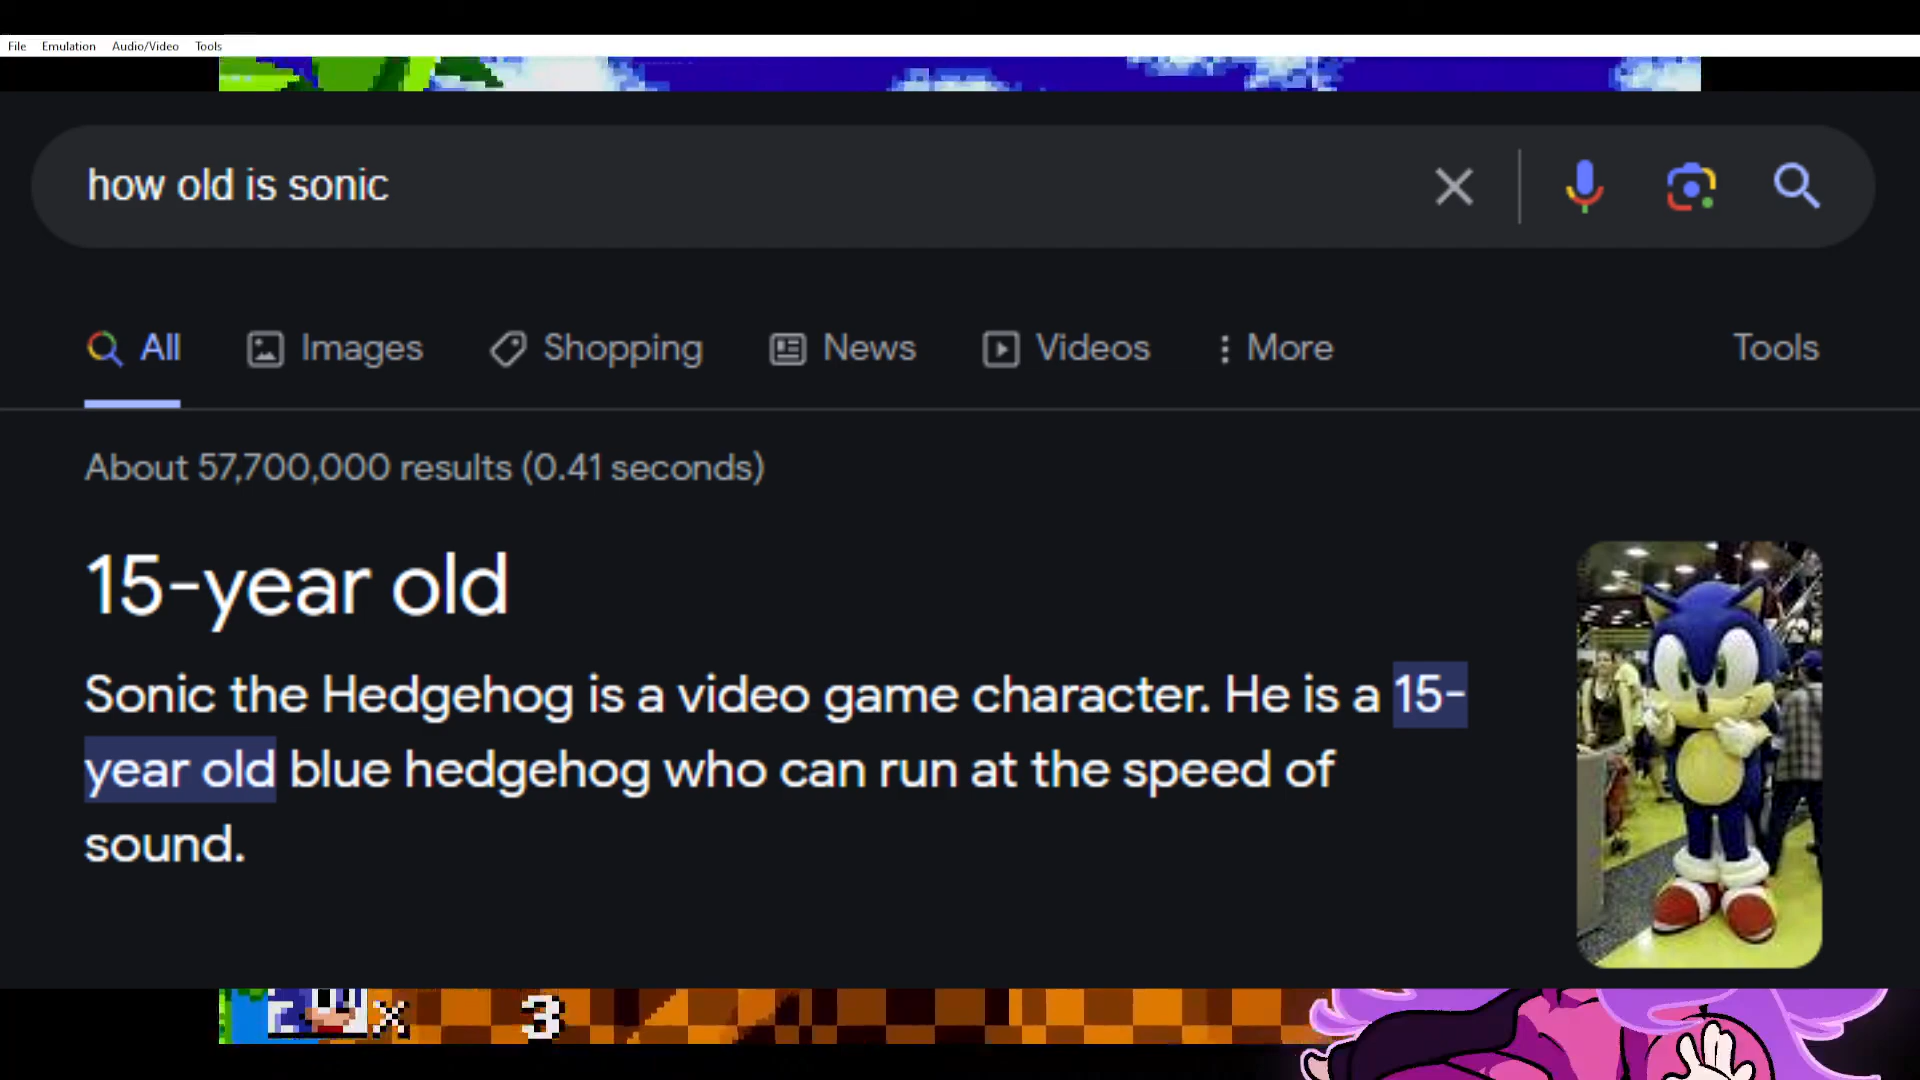 File Emulation Audio/Video Tools
how old is sonic
All Images Shopping News Videos More Tools
About 57,700,000 results (0.41 seconds)
15-year old
Sonic the Hedgehog is a video game character. He is a 15-
year old blue hedgehog who can run at the speed of
sound.
× 3